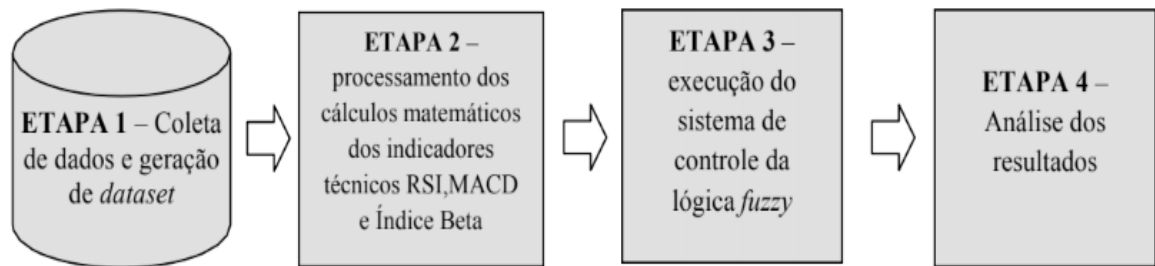 ETAPA 1 – Coleta
de dados e geração
de dataset
ETAPA 2 –
processamento dos
cálculos matemáticos
dos indicadores
técnicos RSI,MACD
e Índice Beta
ETAPA 3 –
execução do
sistema de
controle da
lógica fuzzy
ETAPA 4 –
Análise dos
resultados